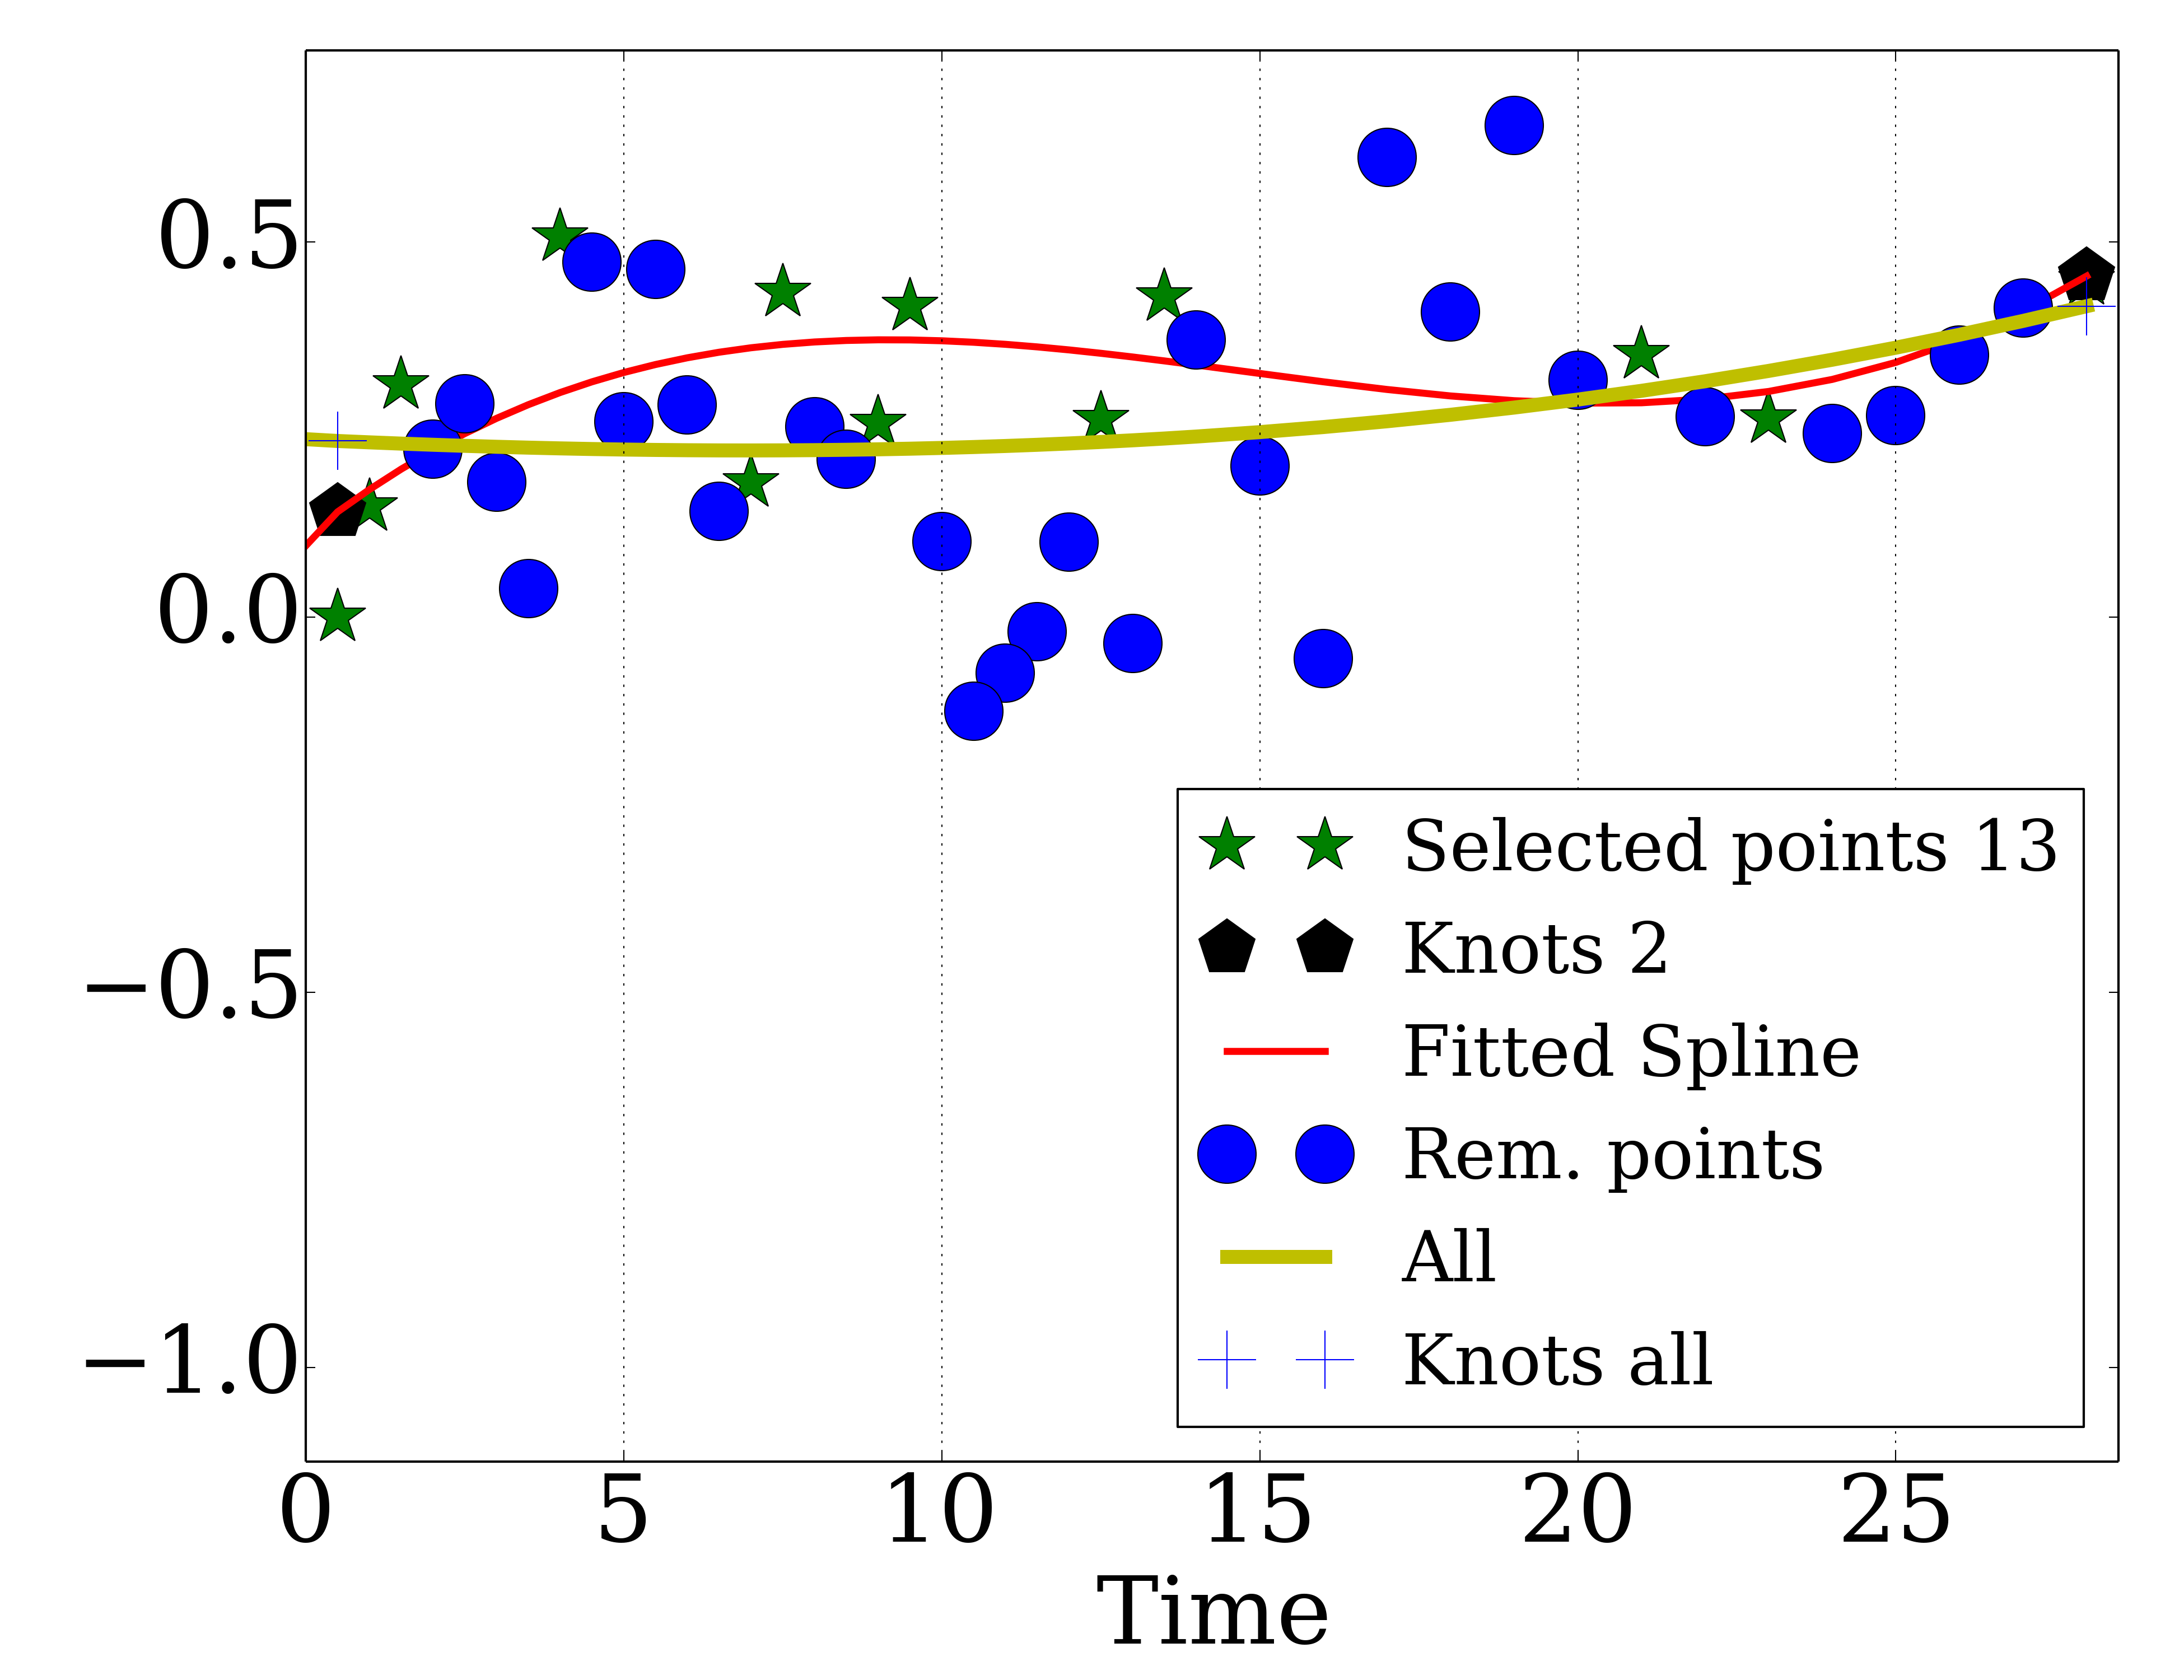 0.5
0.0
−0.5
−1.0
0 5 10 15 20 25
Time
Selected points 13
Knots 2
Fitted Spline
Rem. points
All
Knots all